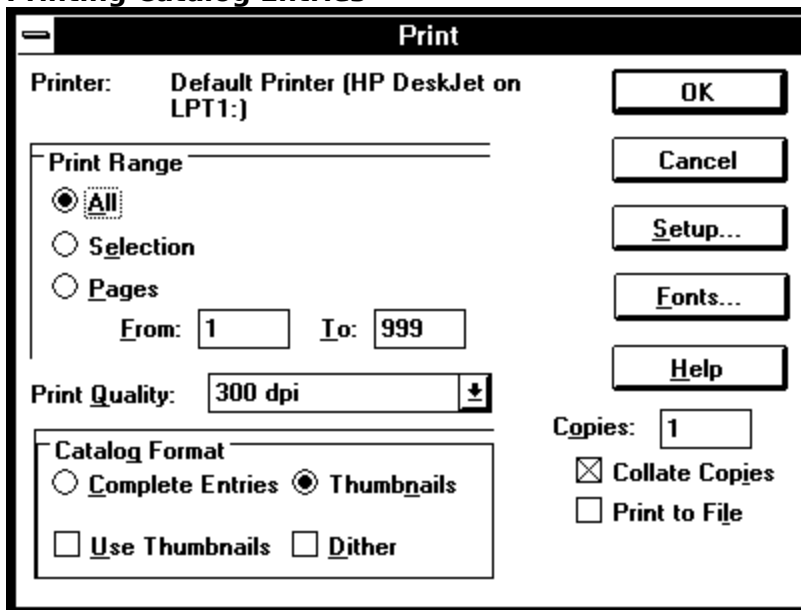 Printing Catalog Entries
Print
Printer: Default Printer (HP DeskJet on
LPT1:)
OK
Print Range
Cancel
All
Selection
Setup...
Pages
Fonts...
From: 1 To: 999
Help
Print Quality: 300 dpi
Copies: 1
Catalog Format
Complete Entries Thumbnails
Collate Copies
Print to File
Use Thumbnails Dither